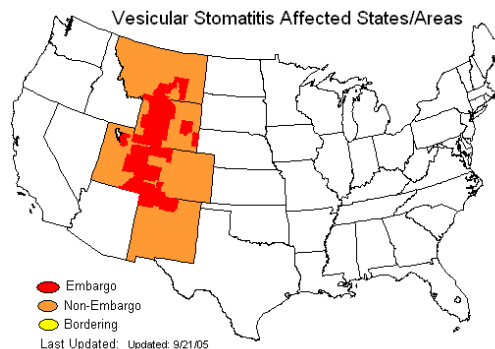 Vesicular Stomatitis Affected States/Areas
Embargo
Non-Embargo
Bordering
Last Updated: Updated: 9/21/05